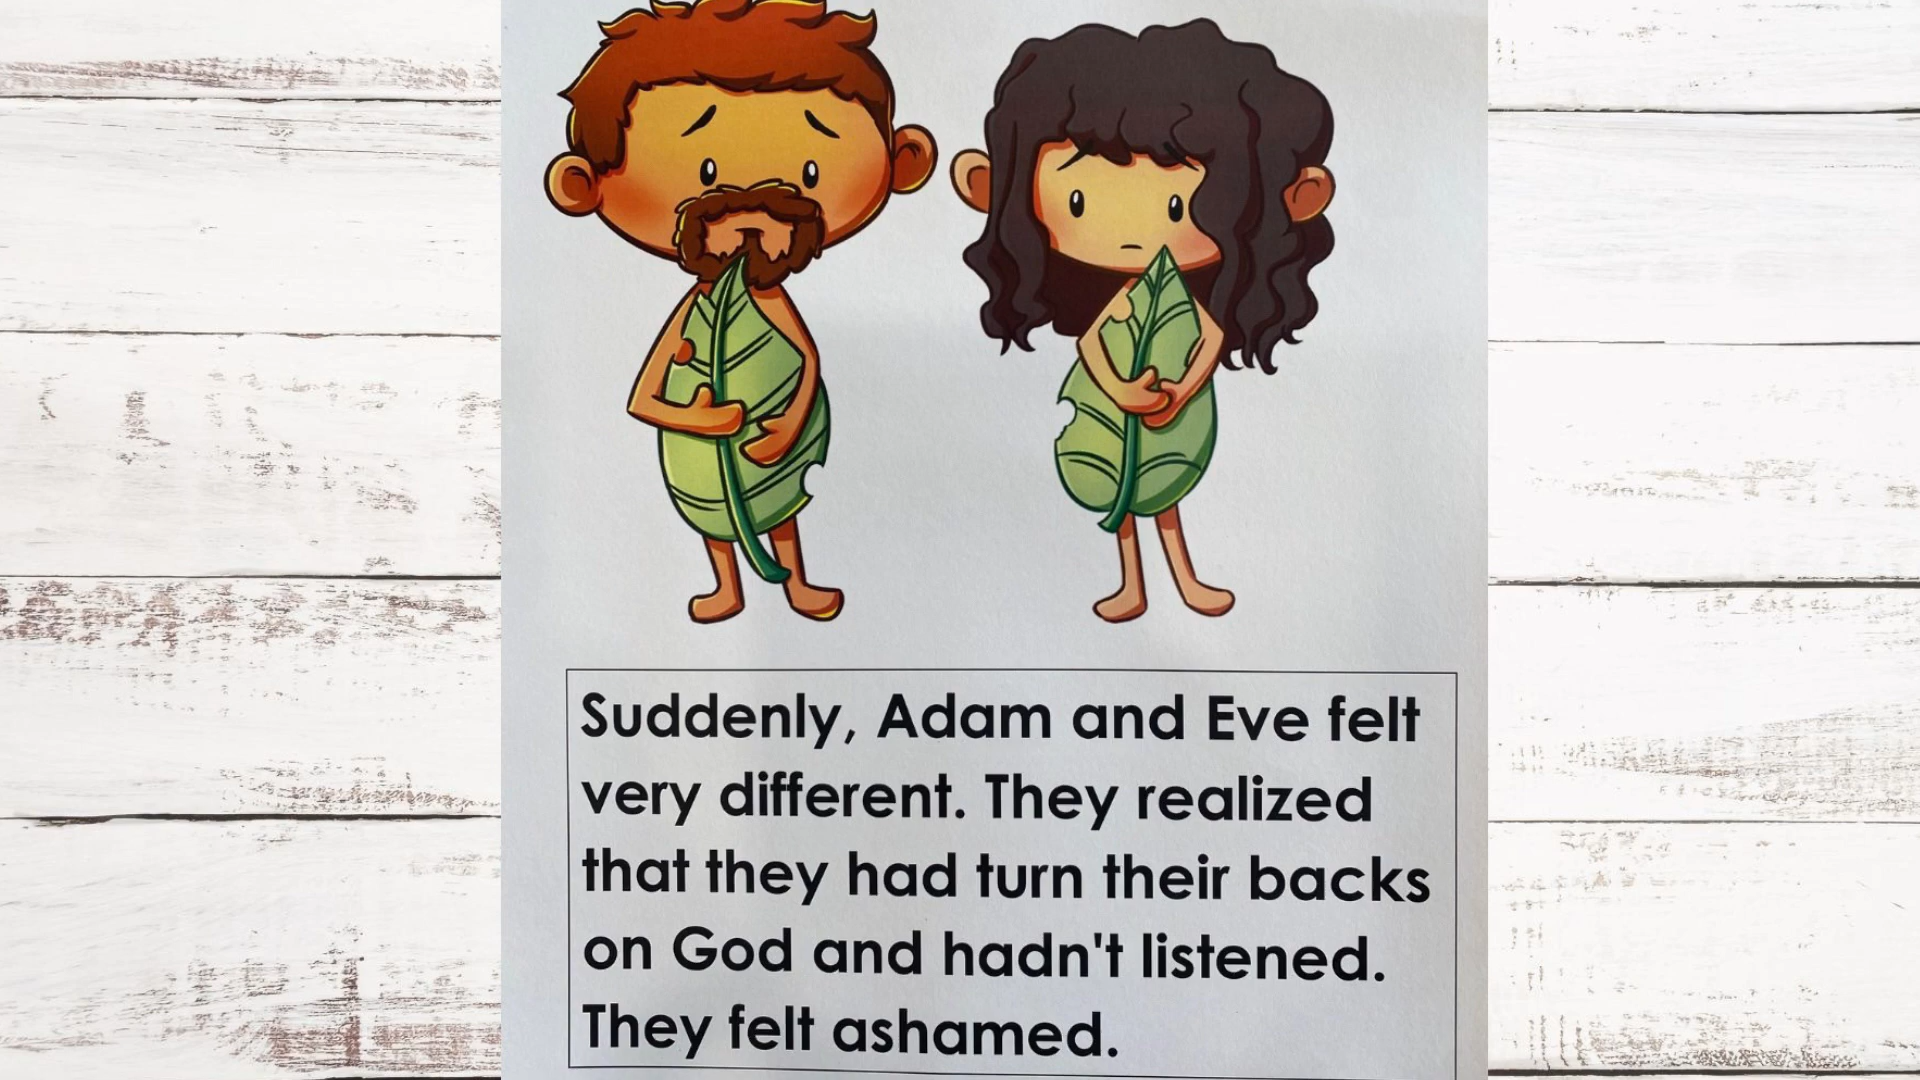 Suddenly, Adam and Eve felt
very different. They realized
that they had turn their backs
on God and hadn't listened.
They felt ashamed.